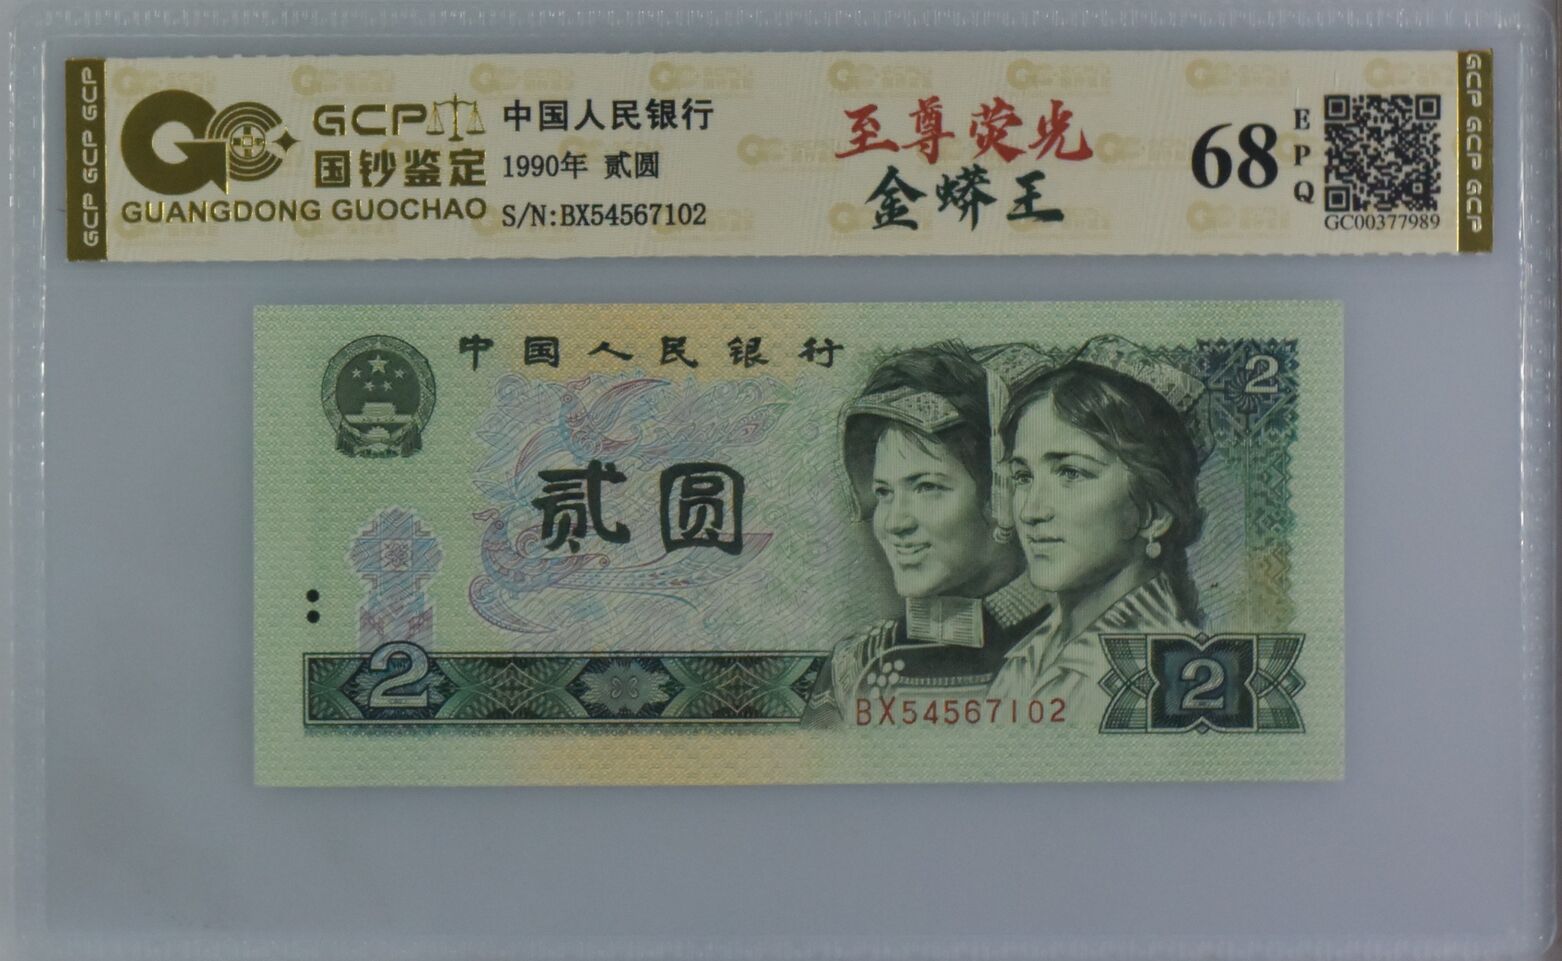 GCP GCP GCP
GCP
国钞鉴定
GUANGDONG GUOCHAO
中国人民银行
1990年 贰圆
S/N:BX54567102
至尊荧光
金蟒王
68
EPQ
GC00377989
GCP GCP GCP
中国人民银行
2
贰圆
2
BX54567102
2